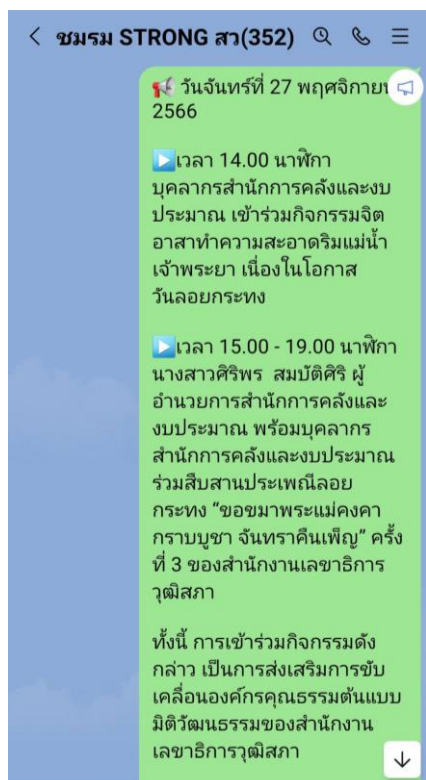 ชมรม STRONG สว(352)
วันจันทร์ที่ 27 พฤศจิกาย
2566
เวลา 14.00 นาฬิกา
บุคลากรสำนักการคลังและงบ
ประมาณ เข้าร่วมกิจกรรมจิต
อาสาทำความสะอาดริมแม่น้ำ
เจ้าพระยา เนื่องในโอกาส
วันลอยกระทง
เวลา 15.00 - 19.00 นาฬิกา
นางสาวศิริพร สมบัติศิริ ผู้
อำนวยการสำนักการคลังและ
งบประมาณ พร้อมบุคลากร
สำนักการคลังและงบประมาณ
ร่วมสืบสานประเพณีลอย
กระทง “ขอขมาพระแม่คงคา
กราบบูชา จันทราคืนเพ็ญ” ครั้ง
ที่ 3 ของสำนักงานเลขาธิการ
วุฒิสภา
ทั้งนี้ การเข้าร่วมกิจกรรมดัง
กล่าว เป็นการส่งเสริมการขับ
เคลื่อนองค์กรคุณธรรมต้นแบบ
มิติวัฒนธรรมของสำนักงาน
เลขาธิการวุฒิสภา